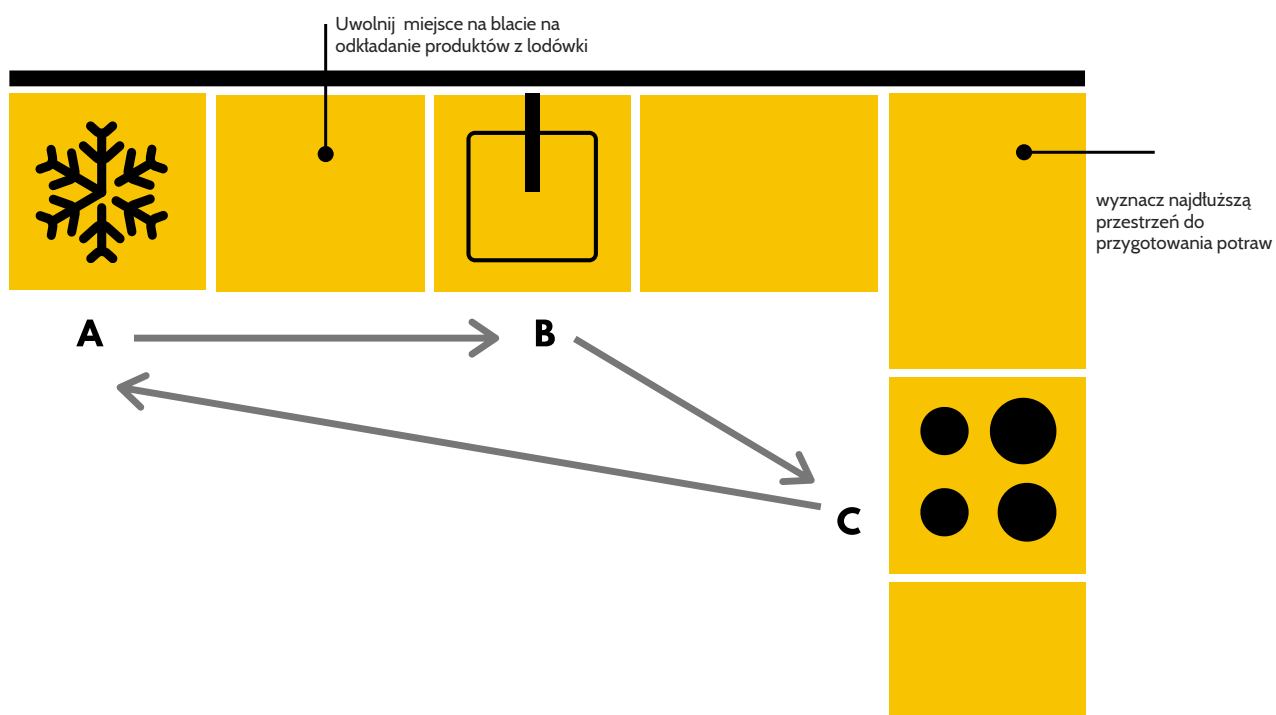 Uwolnij  miejsce na blacie na
odkładanie produktów z lodówki
wyznacz najdłuższą
przestrzeń do
przygotowania potraw
A
B
C